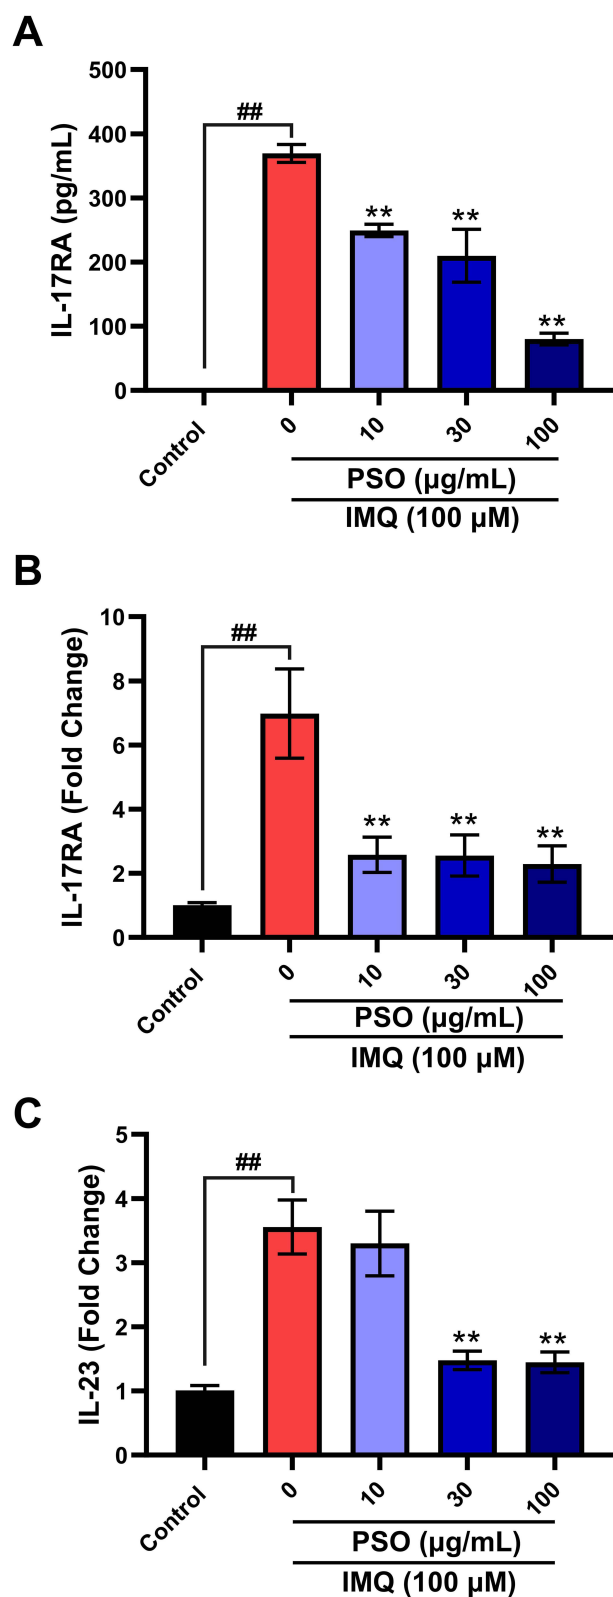 A
IL-17RA (pg/mL)
500
400
300
200
100
0
##
**
**
**
Control
0
10
30
100
PSO (µg/mL)
IMQ (100 µM)
B
IL-17RA (Fold Change)
10
8
6
4
2
0
##
**
**
**
Control
0
10
30
100
PSO (µg/mL)
IMQ (100 µM)
C
IL-23 (Fold Change)
5
4
3
2
1
0
##
**
**
Control
0
10
30
100
PSO (µg/mL)
IMQ (100 µM)